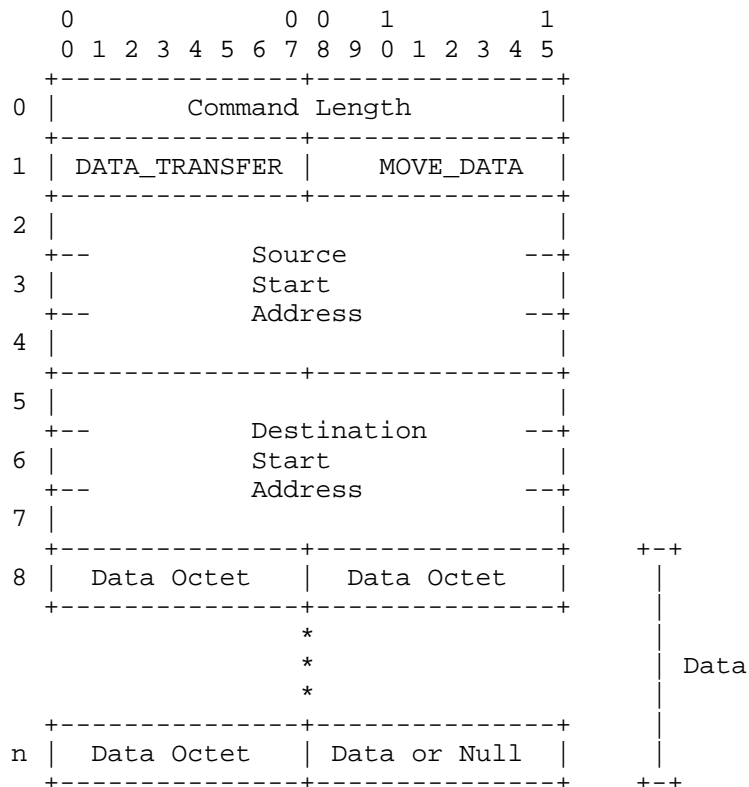 0              0 0   1         1
     0 1 2 3 4 5 6 7 8 9 0 1 2 3 4 5
    +---------------+---------------+
 0  |         Command Length        |
    +---------------+---------------+
 1  | DATA_TRANSFER |    MOVE_DATA  |
    +---------------+---------------+
 2  |                               |
    +--          Source           --+
 3  |            Start              |
    +--          Address          --+
 4  |                               |
    +---------------+---------------+
 5  |                               |
    +--          Destination      --+
 6  |            Start              |
    +--          Address          --+
 7  |                               |
    +---------------+---------------+    +-+
 8  |  Data Octet   |  Data Octet   |     |
    +---------------+---------------+     |
                    *                     |
                    *                     | Data
                    *                     |
    +---------------+---------------+     |
 n  |  Data Octet   | Data or Null  |     |
    +---------------+---------------+    +-+